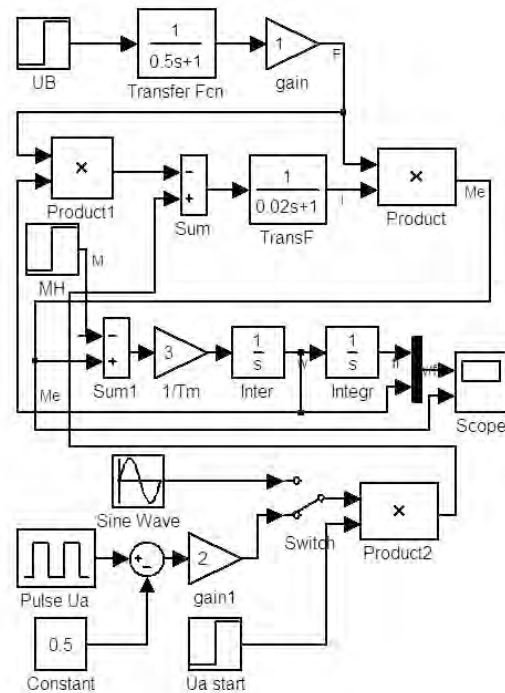 1
0.5s+1
1
F
UB
Transfer Fcn
gain
×
Product1
−
+
Sum
1
0.02s+1
TransF
I
×
Product
Me
M
MH
−
+
Sum1
3
1/Tm
1
s
Inter
w
1
s
Integr
Me
Scope
Sine Wave
Switch
×
Product2
Pulse Ua
+
−
2
gain1
0.5
Constant
Ua start